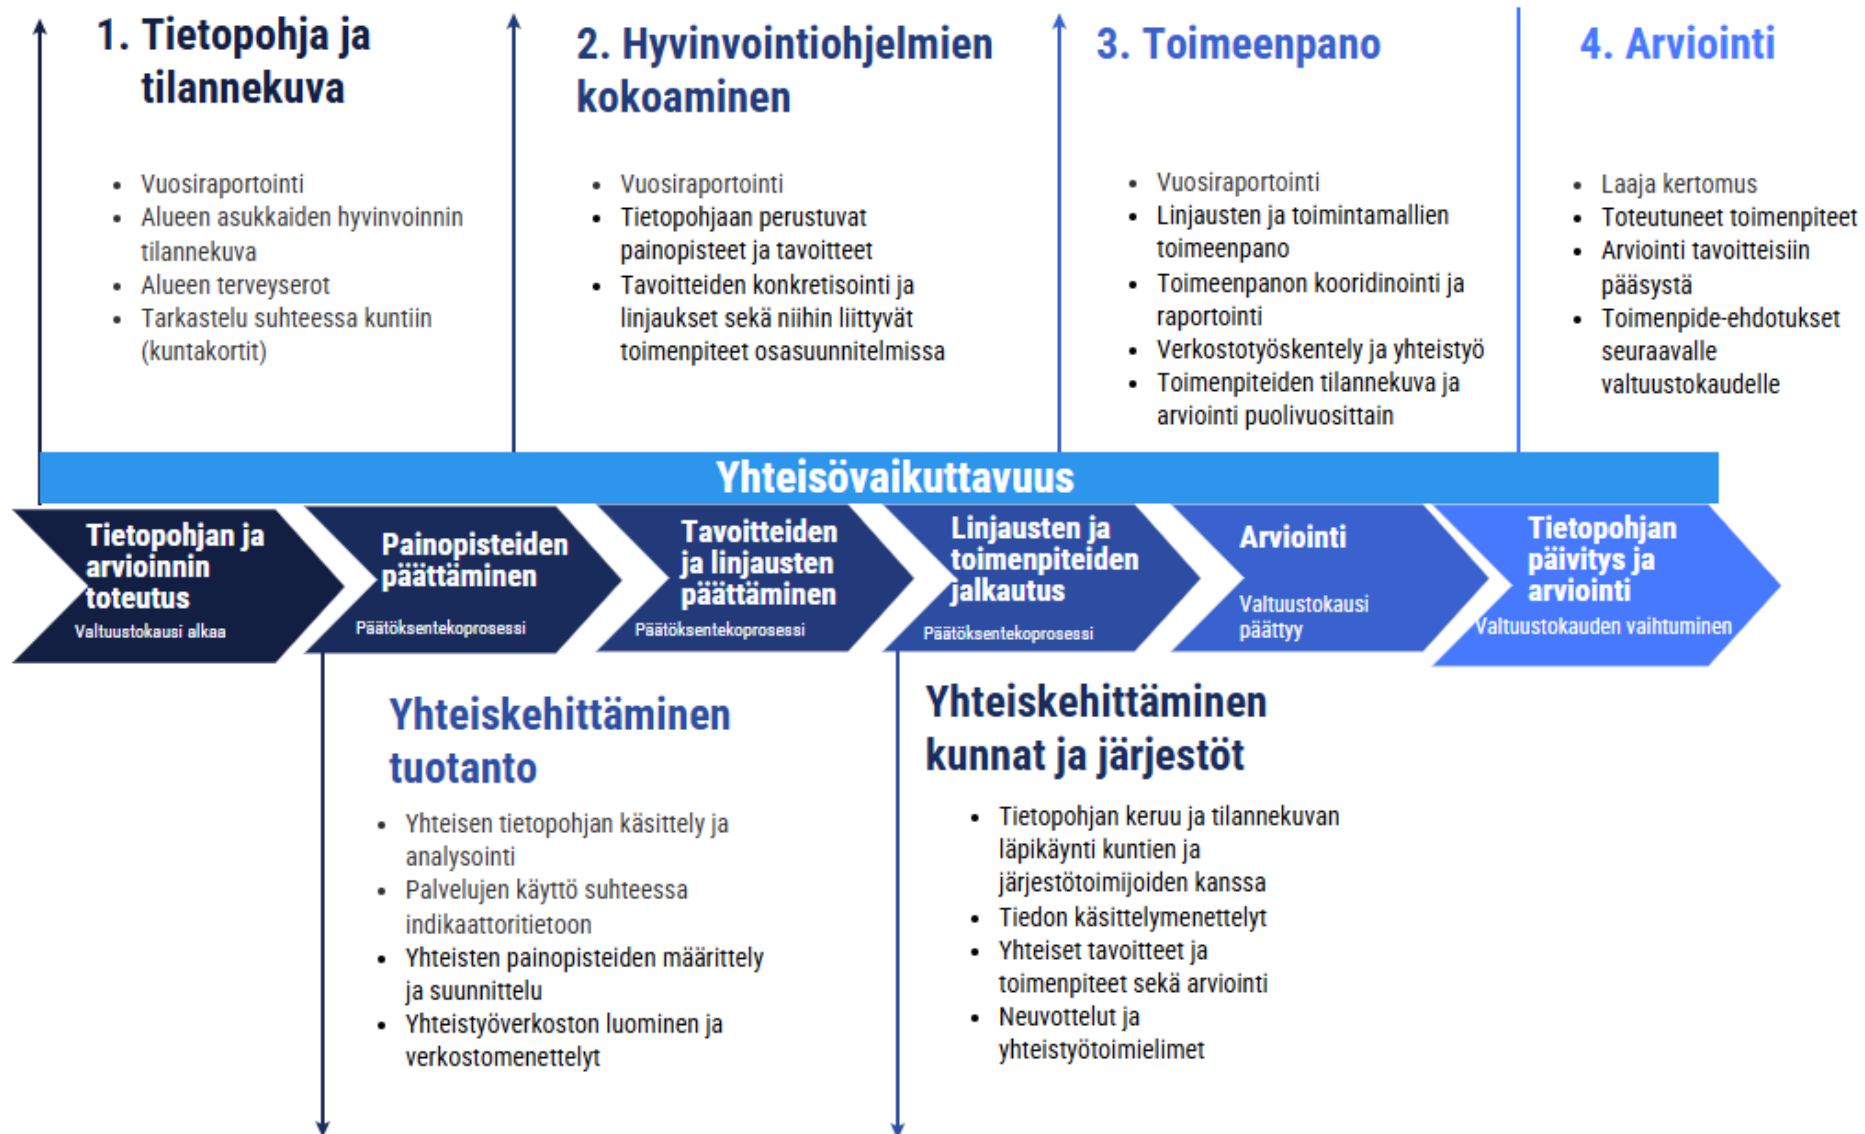 1. Tietopohja ja
tilannekuva
• Vuosiraportointi
• Alueen asukkaiden hyvinvoinnin
tilannekuva
• Alueen terveyserot
• Tarkastelu suhteessa kuntiin
(kuntakortit)
2. Hyvinvointiohjelmien
kokoaminen
• Vuosiraportointi
• Tietopohjaan perustuvat
painopisteet ja tavoitteet
• Tavoitteiden konkretisointi ja
linjaukset sekä niihin liittyvät
toimenpiteet osasuunnitelmissa
3. Toimeenpano
• Vuosiraportointi
• Linjausten ja toimintamallien
toimeenpano
• Toimeenpanon kooridinointi ja
raportointi
• Verkostotyöskentely ja yhteistyö
• Toimenpiteiden tilannekuva ja
arviointi puolivuosittain
4. Arviointi
• Laaja kertomus
• Toteutuneet toimenpiteet
• Arviointi tavoitteisiin
pääsystä
• Toimenpide-ehdotukset
seuraavalle
valtuustokaudelle
Yhteisövaikuttavuus
Tietopohjan ja
arvioinnin
toteutus
Valtuustokausi alkaa
Painopisteiden
päättäminen
Päätöksentekoprosessi
Tavoitteiden
ja linjausten
päättäminen
Päätöksentekoprosessi
Linjausten ja
toimenpiteiden
jalkautus
Päätöksentekoprosessi
Arviointi
Valtuustokausi
päättyy
Tietopohjan
päivitys ja
arviointi
Valtuustokauden vaihtuminen
Yhteiskehittäminen
tuotanto
• Yhteisen tietopohjan käsittely ja
analysointi
• Palvelujen käyttö suhteessa
indikaattoritietoon
• Yhteisten painopisteiden määrittely
ja suunnittelu
• Yhteistyöverkoston luominen ja
verkostomenettelyt
Yhteiskehittäminen
kunnat ja järjestöt
• Tietopohjan keruu ja tilannekuvan
läpikäynti kuntien ja
järjestötoimijoiden kanssa
• Tiedon käsittelymenettelyt
• Yhteiset tavoitteet ja
toimenpiteet sekä arviointi
• Neuvottelut ja
yhteistyötoimielimet